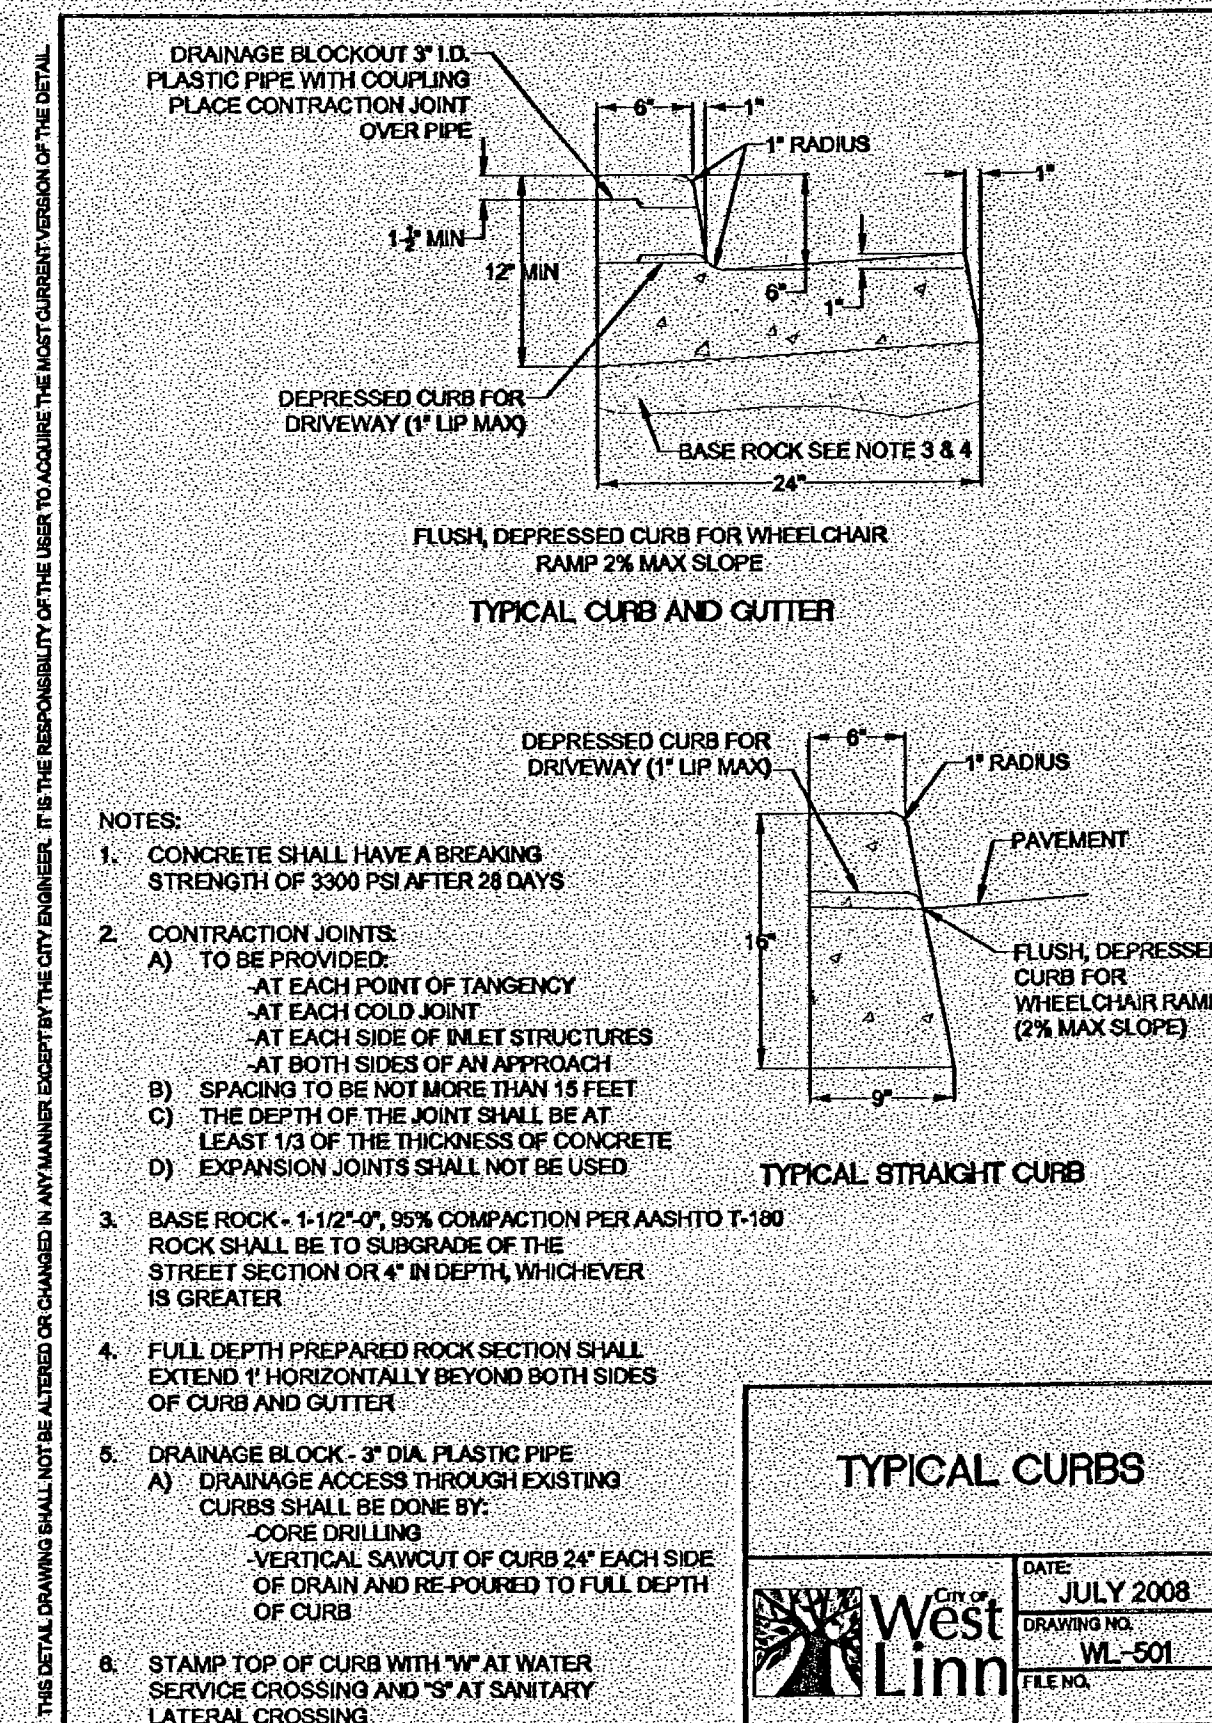 THIS DETAIL DRAWING SHALL NOT BE ALTERED OR CHANGED IN ANY MANNER EXCEPT BY THE CITY ENGINEER. IT IS THE RESPONSIBILITY OF THE USER TO ACQUIRE THE MOST CURRENT VERSION OF THE DETAIL
DRAINAGE BLOCKOUT 3" I.D.
PLASTIC PIPE WITH COUPLING
PLACE CONTRACTION JOINT
OVER PIPE
6"
1"
1" RADIUS
1"
1-1/2" MIN
12" MIN
6"
1"
DEPRESSED CURB FOR
DRIVEWAY (1" LIP MAX)
BASE ROCK SEE NOTE 3 & 4
24"
FLUSH, DEPRESSED CURB FOR WHEELCHAIR
RAMP 2% MAX SLOPE
TYPICAL CURB AND GUTTER
DEPRESSED CURB FOR
DRIVEWAY (1" LIP MAX)
6"
1" RADIUS
PAVEMENT
16"
FLUSH, DEPRESSED
CURB FOR
WHEELCHAIR RAMP
(2% MAX SLOPE)
9"
TYPICAL STRAIGHT CURB
NOTES:
1. CONCRETE SHALL HAVE A BREAKING
STRENGTH OF 3300 PSI AFTER 28 DAYS
2. CONTRACTION JOINTS:
A) TO BE PROVIDED:
-AT EACH POINT OF TANGENCY
-AT EACH COLD JOINT
-AT EACH SIDE OF INLET STRUCTURES
-AT BOTH SIDES OF AN APPROACH
B) SPACING TO BE NOT MORE THAN 15 FEET
C) THE DEPTH OF THE JOINT SHALL BE AT
LEAST 1/3 OF THE THICKNESS OF CONCRETE
D) EXPANSION JOINTS SHALL NOT BE USED
3. BASE ROCK - 1-1/2"-0", 95% COMPACTION PER AASHTO T-180
ROCK SHALL BE TO SUBGRADE OF THE
STREET SECTION OR 4" IN DEPTH, WHICHEVER
IS GREATER
4. FULL DEPTH PREPARED ROCK SECTION SHALL
EXTEND 1' HORIZONTALLY BEYOND BOTH SIDES
OF CURB AND GUTTER
5. DRAINAGE BLOCK - 3" DIA. PLASTIC PIPE
A) DRAINAGE ACCESS THROUGH EXISTING
CURBS SHALL BE DONE BY:
-CORE DRILLING
-VERTICAL SAWCUT OF CURB 24" EACH SIDE
OF DRAIN AND RE-POURED TO FULL DEPTH
OF CURB
6. STAMP TOP OF CURB WITH "W" AT WATER
SERVICE CROSSING AND "S" AT SANITARY
LATERAL CROSSING
TYPICAL CURBS
CITY OF
West
Linn
DATE:
JULY 2008
DRAWING NO.
WL-501
FILE NO.